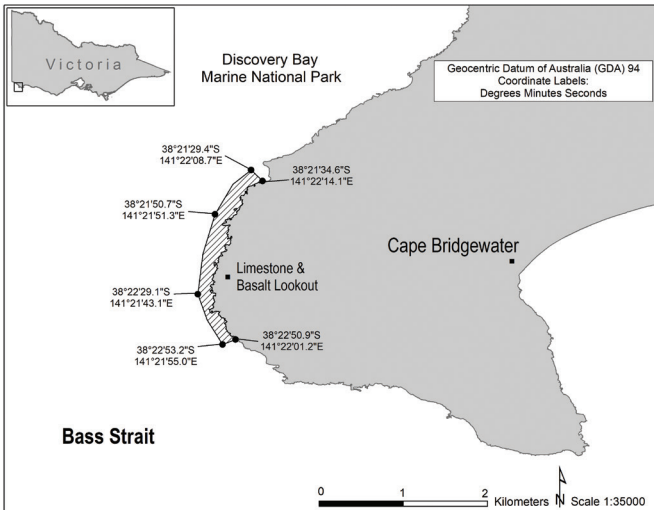 Victoria
Discovery Bay
Marine National Park
Geocentric Datum of Australia (GDA) 94
Coordinate Labels:
Degrees Minutes Seconds
38°21'29.4"S
141°22'08.7"E
38°21'34.6"S
141°22'14.1"E
38°21'50.7"S
141°21'51.3"E
Cape Bridgewater
Limestone &
Basalt Lookout
38°22'29.1"S
141°21'43.1"E
38°22'50.9"S
141°22'01.2"E
38°22'53.2"S
141°21'55.0"E
Bass Strait
0 1 2
Kilometers N Scale 1:35000